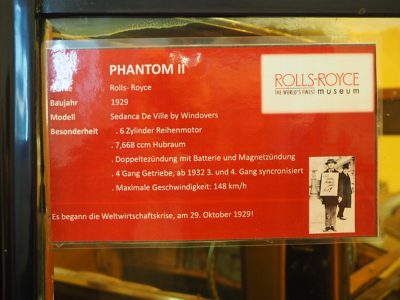 PHANTOM II
Marke Rolls- Royce
Baujahr 1929
Modell Sedanca De Ville by Windovers
Besonderheit . 6 Zylinder Reihenmotor
. 7,668 ccm Hubraum
. Doppeltezündung mit Batterie und Magnetzündung
. 4 Gang Getriebe, ab 1932 3. und 4. Gang syncronisiert
. Maximale Geschwindigkeit: 148 km/h
Es begann die Weltwirtschaftskrise, am 29. Oktober 1929!
ROLLS-ROYCE
THE WORLD'S FINEST museum